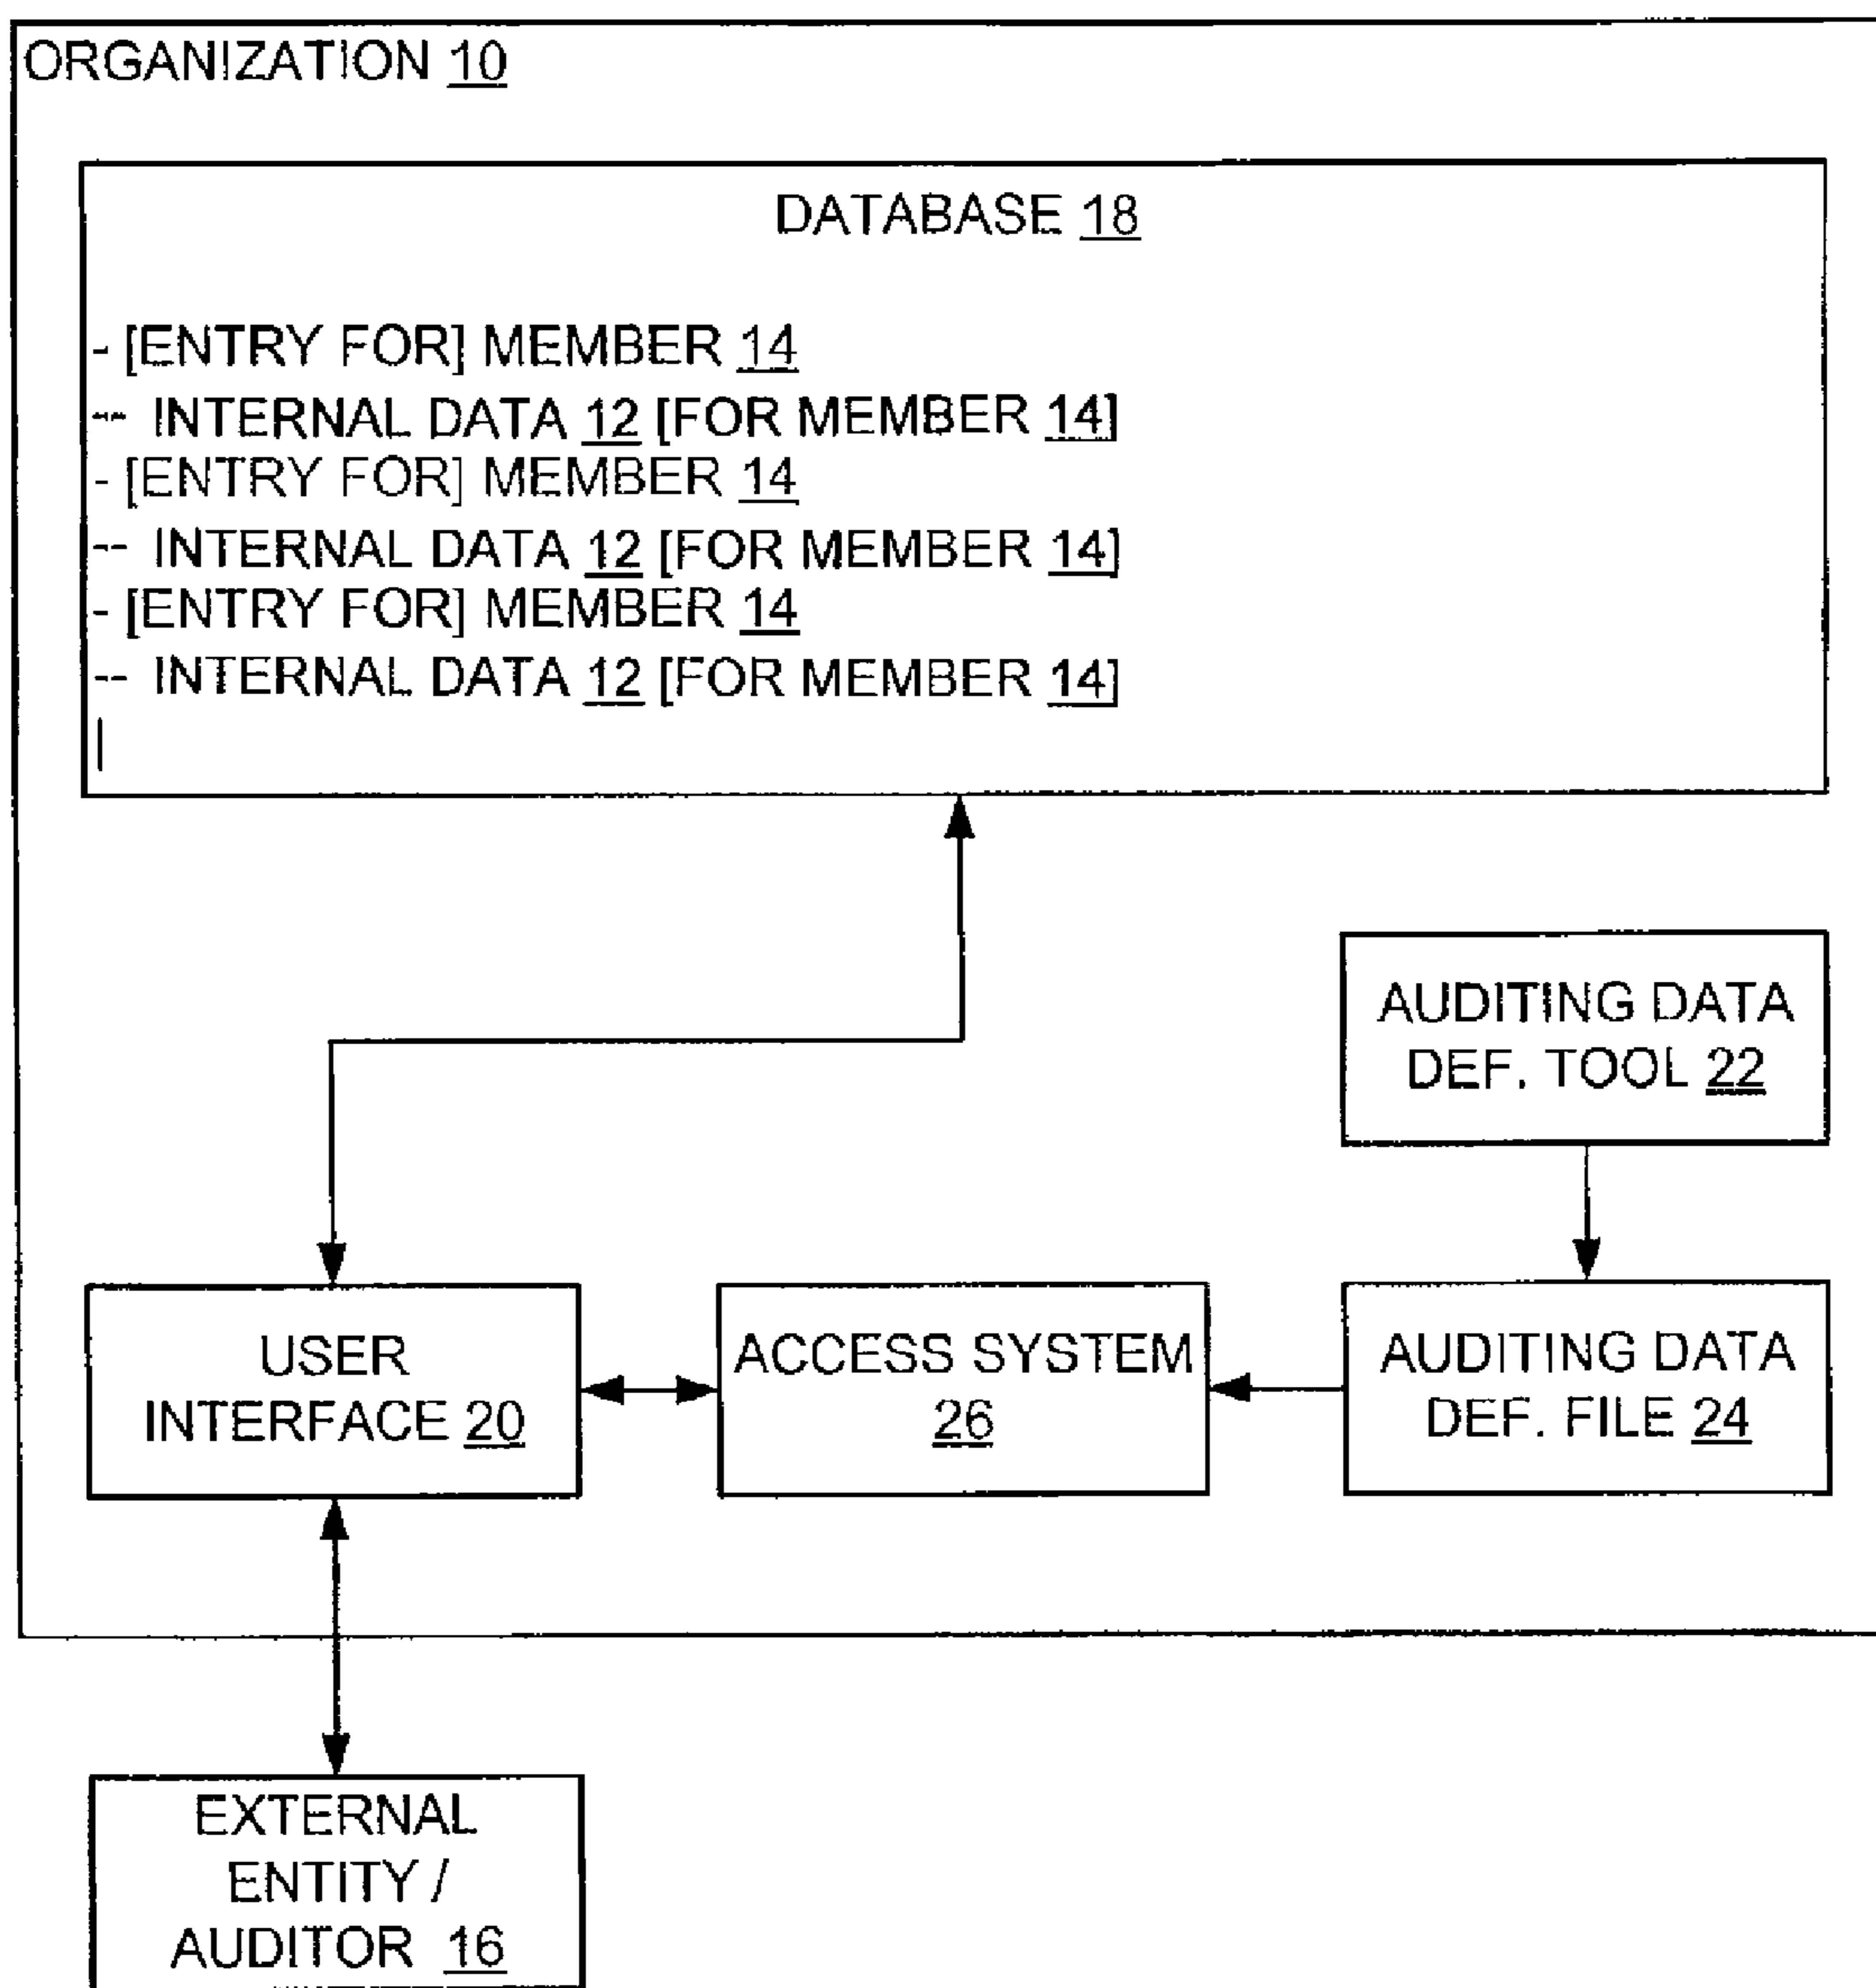 ORGANIZATION 10
DATABASE 18
- [ENTRY FOR] MEMBER 14
-- INTERNAL DATA 12 [FOR MEMBER 14]
- [ENTRY FOR] MEMBER 14
-- INTERNAL DATA 12 [FOR MEMBER 14]
- [ENTRY FOR] MEMBER 14
-- INTERNAL DATA 12 [FOR MEMBER 14]
AUDITING DATA
DEF. TOOL 22
USER
INTERFACE 20
ACCESS SYSTEM
26
AUDITING DATA
DEF. FILE 24
EXTERNAL
ENTITY /
AUDITOR 16